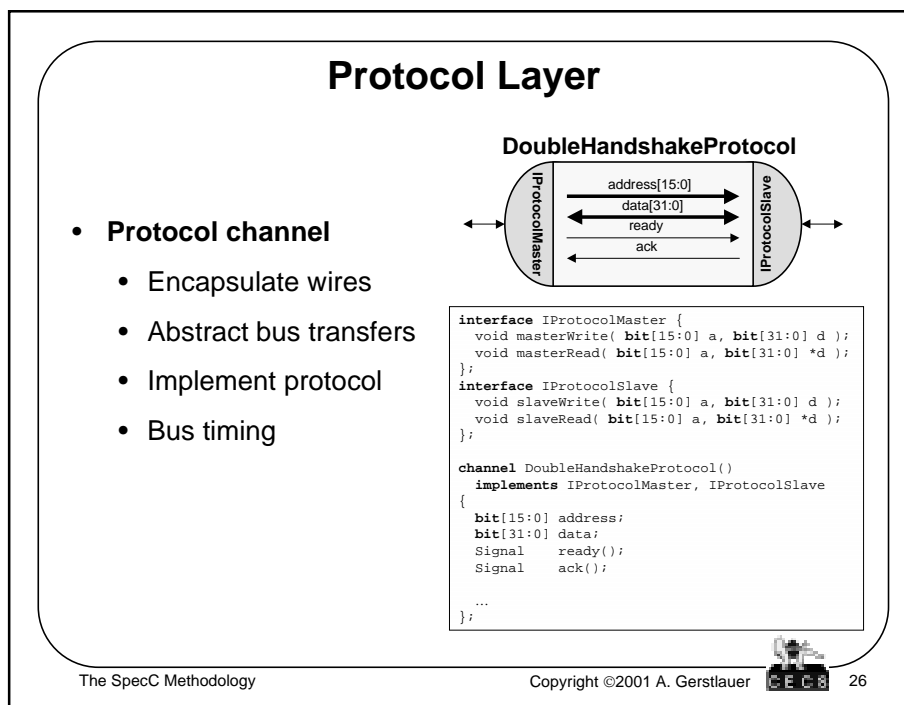 Protocol Layer
DoubleHandshakeProtocol
IProtocolMaster
address[15:0]
data[31:0]
ready
ack
IProtocolSlave
• Protocol channel
• Encapsulate wires
• Abstract bus transfers
• Implement protocol
• Bus timing
interface IProtocolMaster {
void masterWrite( bit[15:0] a, bit[31:0] d );
void masterRead( bit[15:0] a, bit[31:0] *d );
};
interface IProtocolSlave {
void slaveWrite( bit[15:0] a, bit[31:0] d );
void slaveRead( bit[15:0] a, bit[31:0] *d );
};
channel DoubleHandshakeProtocol()
implements IProtocolMaster, IProtocolSlave
{
bit[15:0] address;
bit[31:0] data;
Signal ready();
Signal ack();
…
};
The SpecC Methodology
Copyright ©2001 A. Gerstlauer
CECS
26